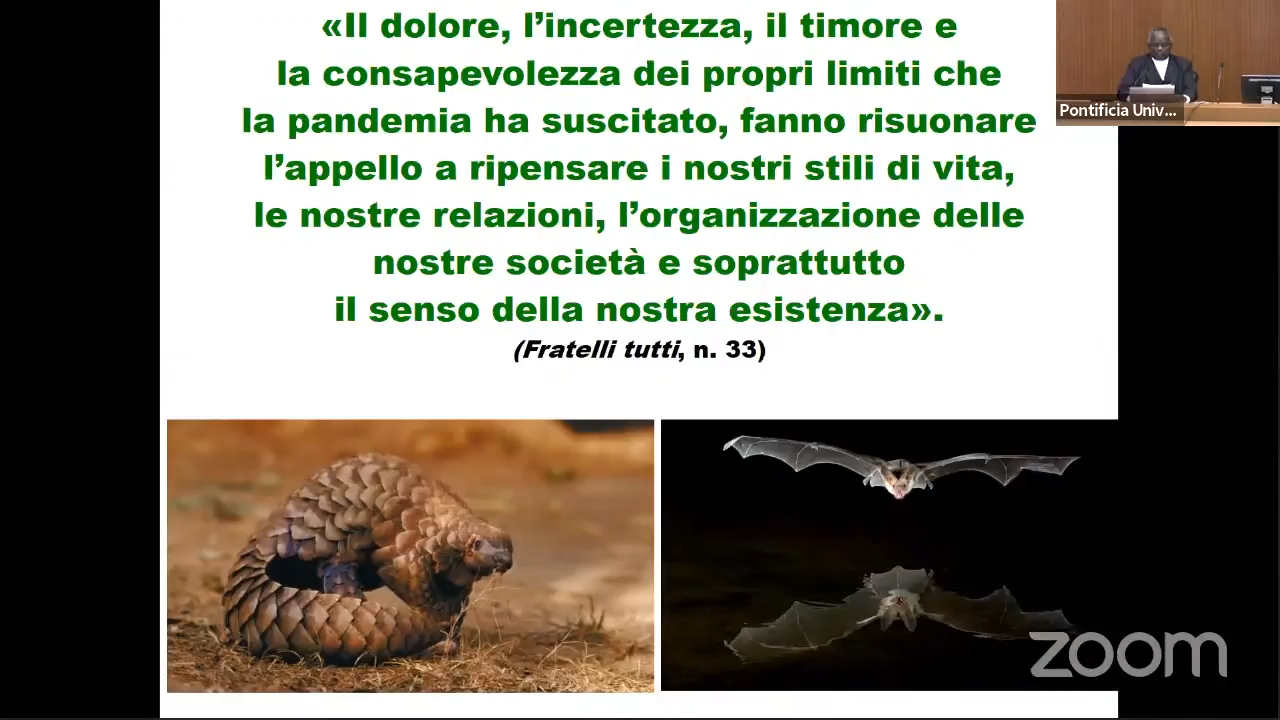 «Il dolore, l’incertezza, il timore e
la consapevolezza dei propri limiti che
la pandemia ha suscitato, fanno risuonare
l’appello a ripensare i nostri stili di vita,
le nostre relazioni, l’organizzazione delle
nostre società e soprattutto
il senso della nostra esistenza».
(Fratelli tutti, n. 33)
Pontificia Univ...
zoom